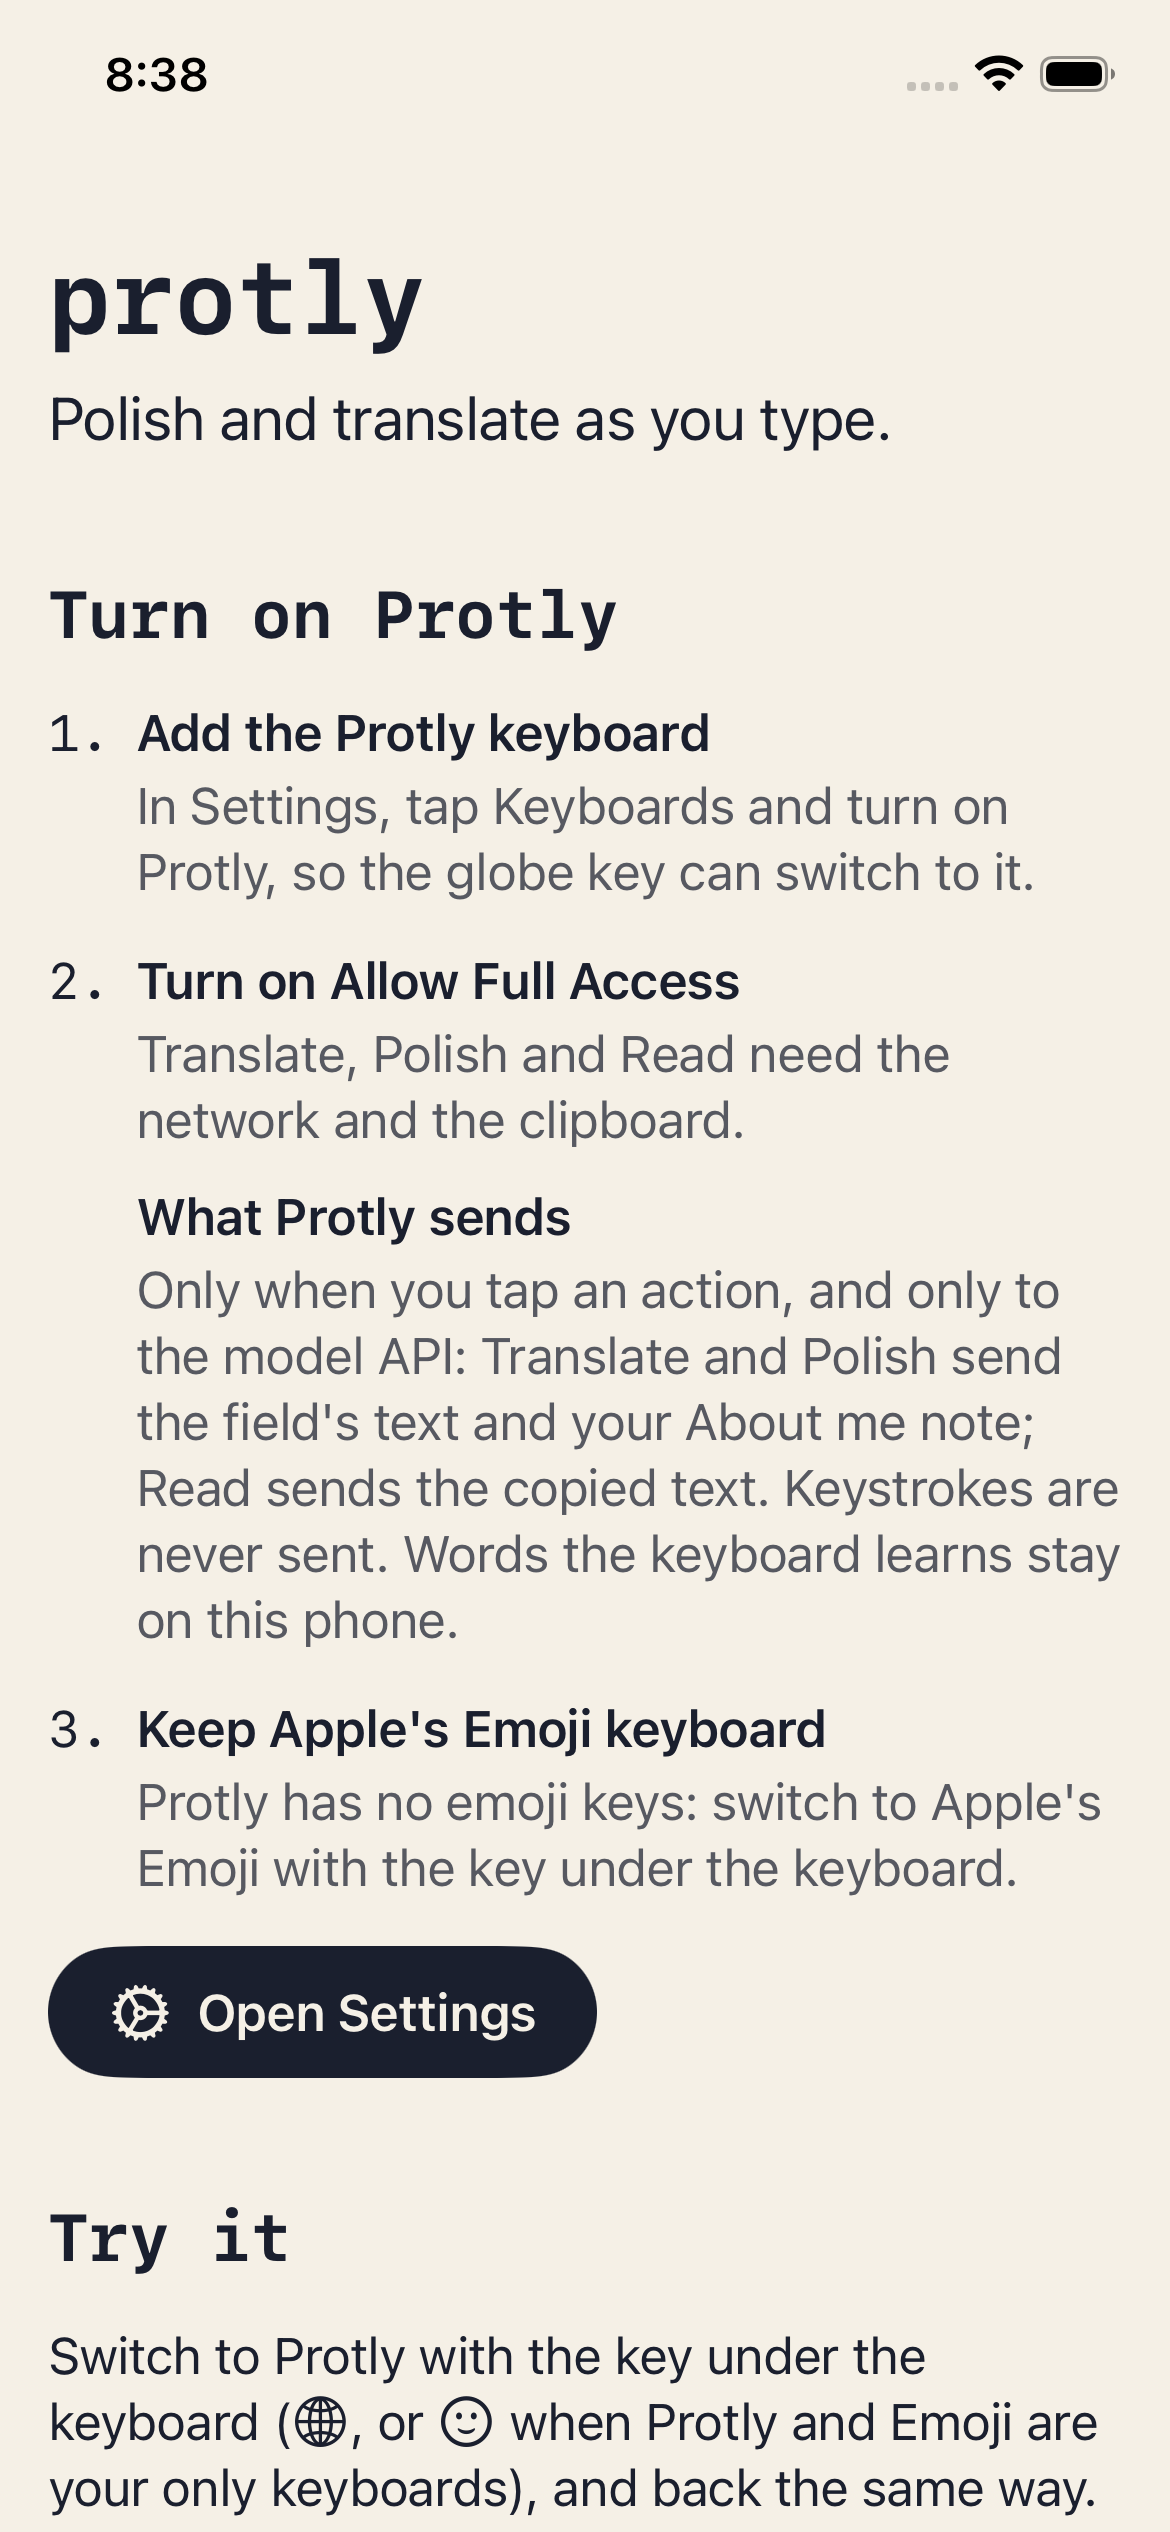 8:38
protly
Polish and translate as you type.
Turn on Protly
1. Add the Protly keyboard
In Settings, tap Keyboards and turn on
Protly, so the globe key can switch to it.
2. Turn on Allow Full Access
Translate, Polish and Read need the
network and the clipboard.
What Protly sends
Only when you tap an action, and only to
the model API: Translate and Polish send
the field's text and your About me note;
Read sends the copied text. Keystrokes are
never sent. Words the keyboard learns stay
on this phone.
3. Keep Apple's Emoji keyboard
Protly has no emoji keys: switch to Apple's
Emoji with the key under the keyboard.
Open Settings
Try it
Switch to Protly with the key under the
keyboard (🌐, or ☺ when Protly and Emoji are
your only keyboards), and back the same way.